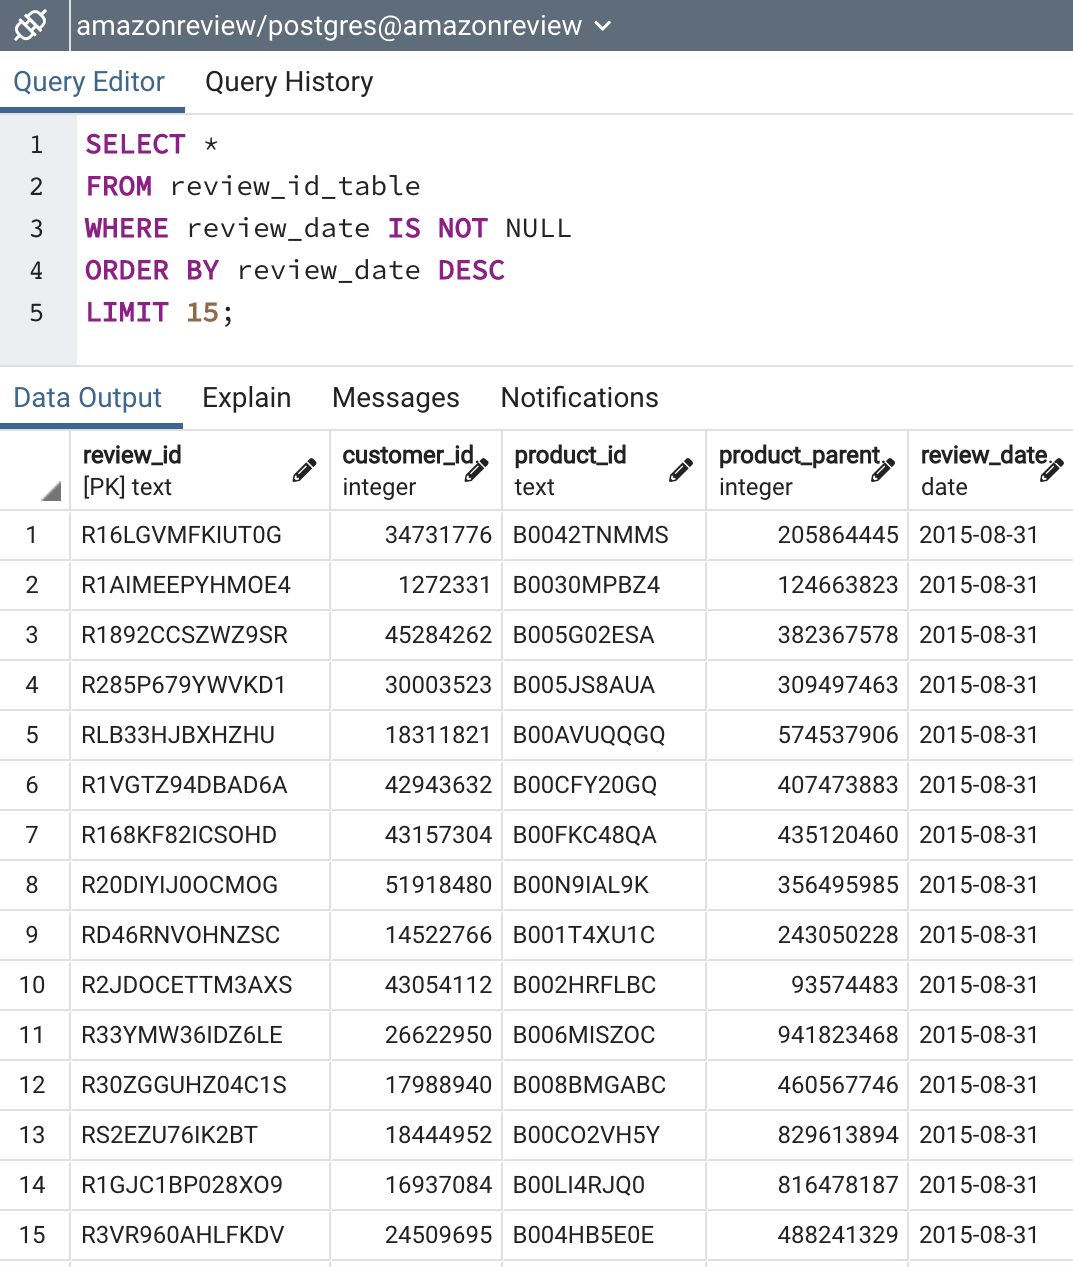 amazonreview/postgres@amazonreview
Query Editor Query History
1 SELECT *
2 FROM review_id_table
3 WHERE review_date IS NOT NULL
4 ORDER BY review_date DESC
5 LIMIT 15;
Data Output Explain Messages Notifications
review_id customer_id product_id product_parent review_date
[PK] text integer text integer date
1 R16LGVMFKIUT0G 34731776 B0042TNMMS 205864445 2015-08-31
2 R1AIMEEPYHMOE4 1272331 B0030MPBZ4 124663823 2015-08-31
3 R1892CCSZWZ9SR 45284262 B005G02ESA 382367578 2015-08-31
4 R285P679YWVKD1 30003523 B005JS8AUA 309497463 2015-08-31
5 RLB33HJBXHZHU 18311821 B00AVUQQGQ 574537906 2015-08-31
6 R1VGTZ94DBAD6A 42943632 B00CFY20GQ 407473883 2015-08-31
7 R168KF82ICSOHD 43157304 B00FKC48QA 435120460 2015-08-31
8 R20DIYIJ0OCMOG 51918480 B00N9IAL9K 356495985 2015-08-31
9 RD46RNVOHNZSC 14522766 B001T4XU1C 243050228 2015-08-31
10 R2JDOCETTM3AXS 43054112 B002HRFLBC 93574483 2015-08-31
11 R33YMW36IDZ6LE 26622950 B006MISZOC 941823468 2015-08-31
12 R30ZGGUHZ04C1S 17988940 B008BMGABC 460567746 2015-08-31
13 RS2EZU76IK2BT 18444952 B00CO2VH5Y 829613894 2015-08-31
14 R1GJC1BP028XO9 16937084 B00LI4RJQ0 816478187 2015-08-31
15 R3VR960AHLFKDV 24509695 B004HB5E0E 488241329 2015-08-31